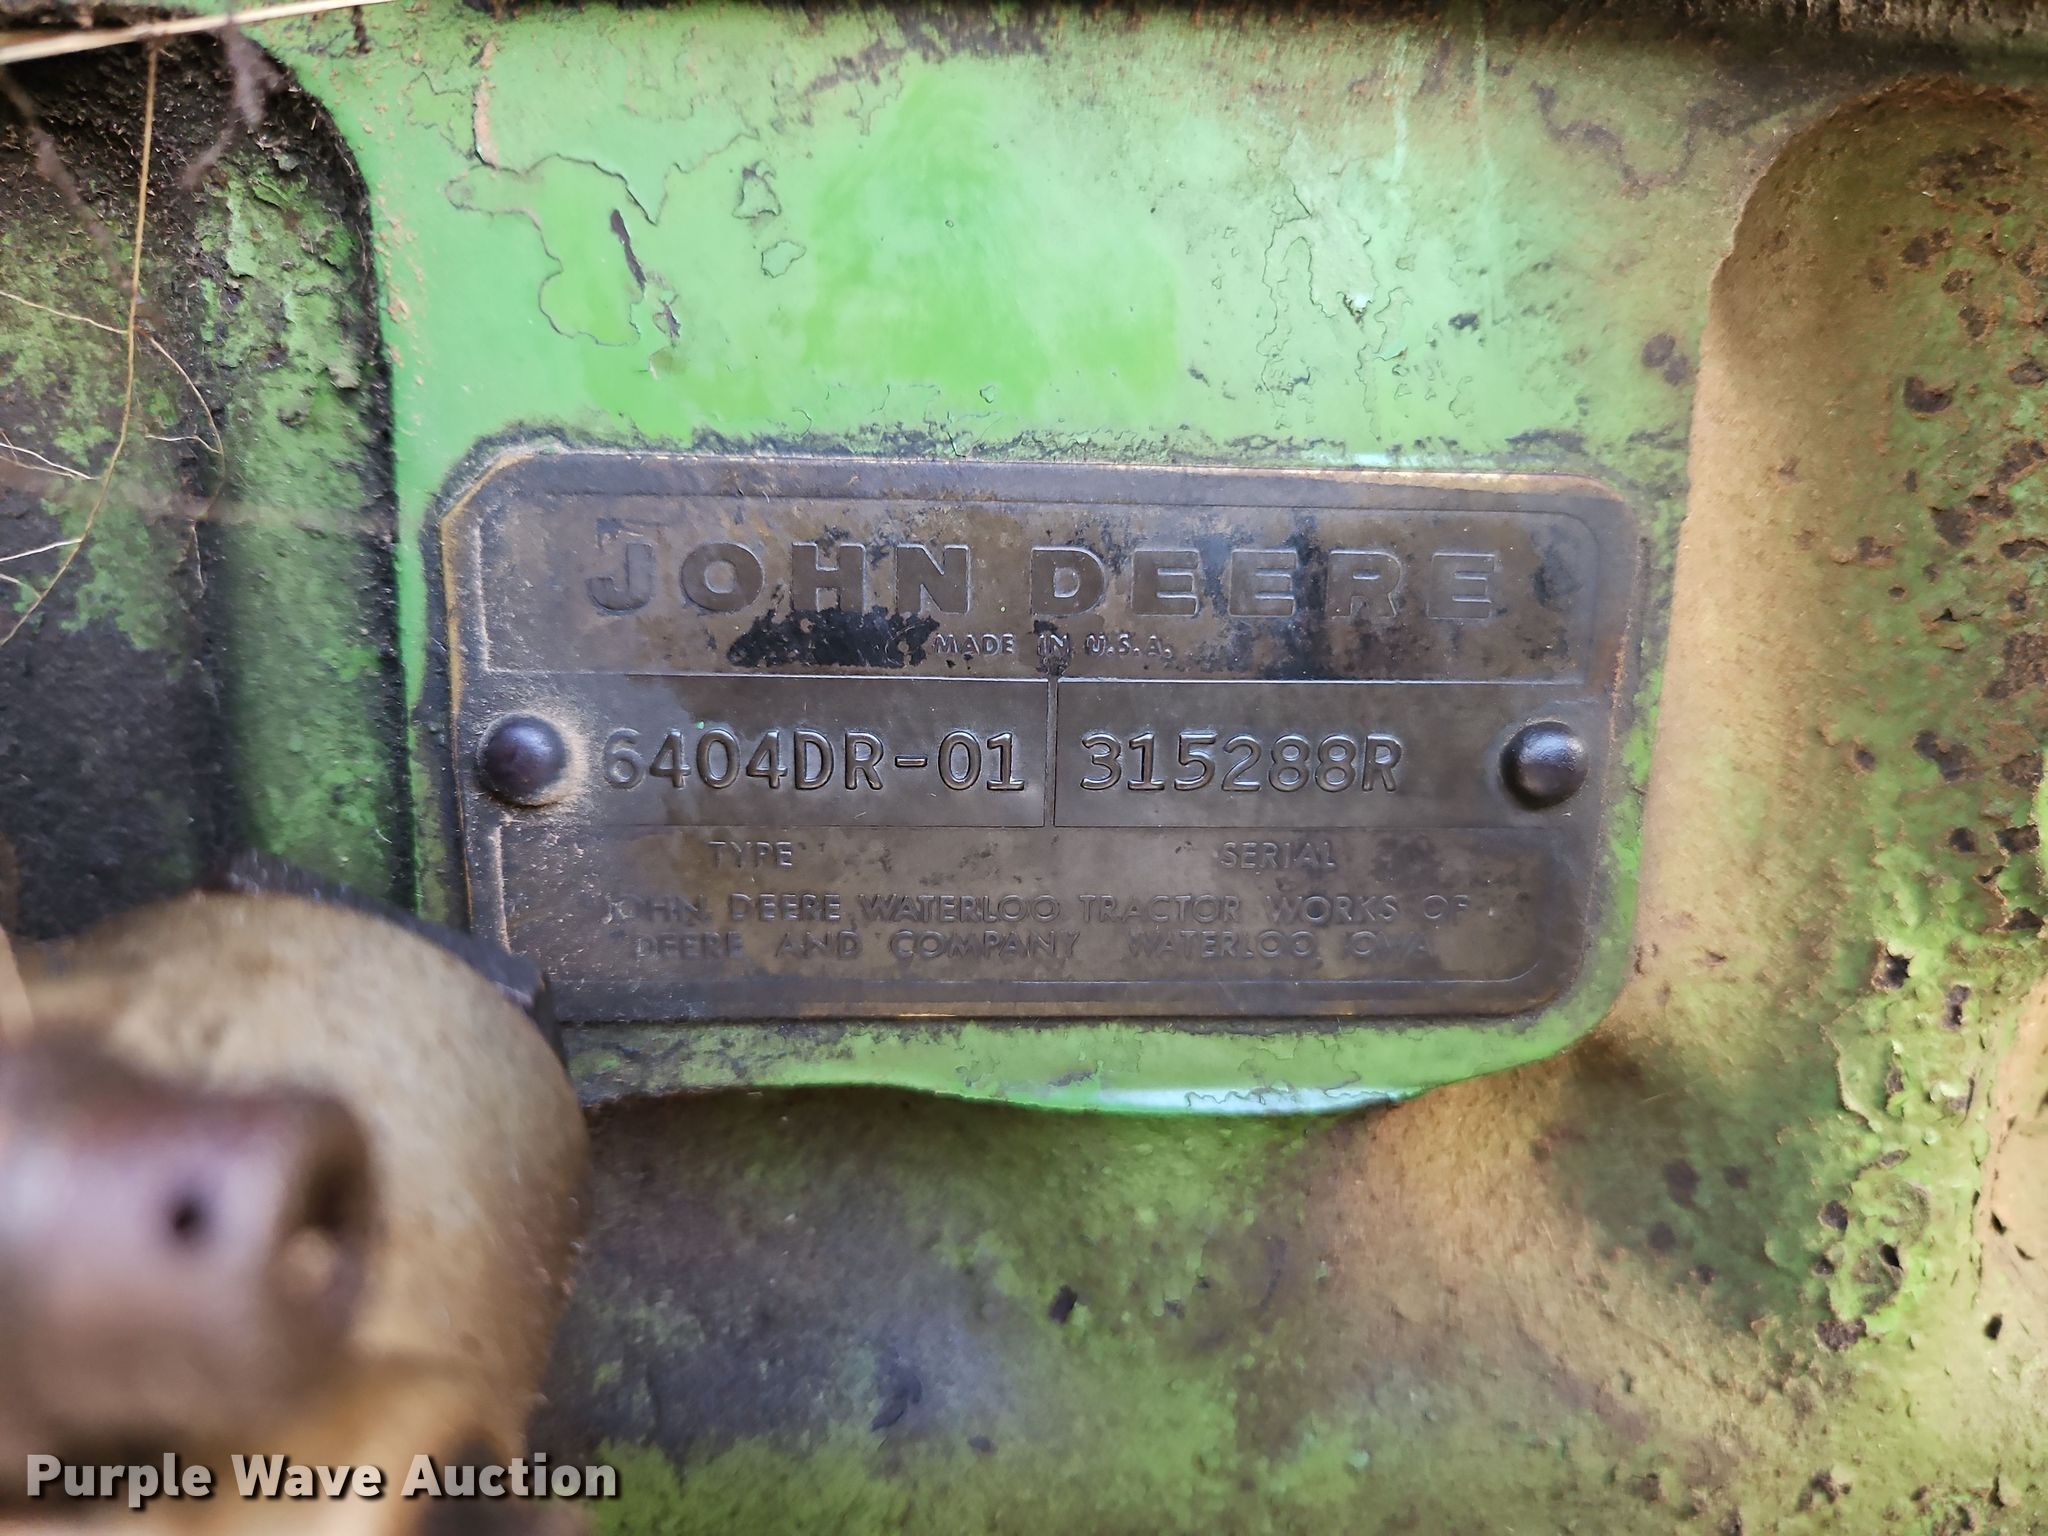 JOHN DEERE
MADE IN U.S.A.
6404DR-01 315288R
TYPE SERIAL
JOHN DEERE WATERLOO TRACTOR WORKS OF
DEERE AND COMPANY WATERLOO, IOWA
Purple Wave Auction